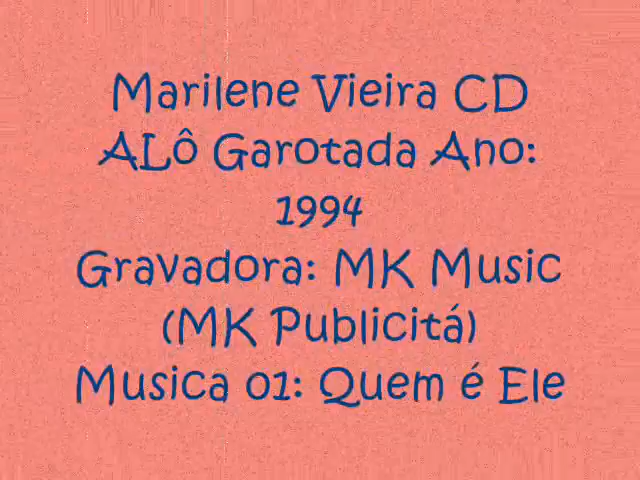 Marilene Vieira CD
ALô Garotada Ano:
1994
Gravadora: MK Music
(MK Publicitá)
Musica 01: Quem é Ele